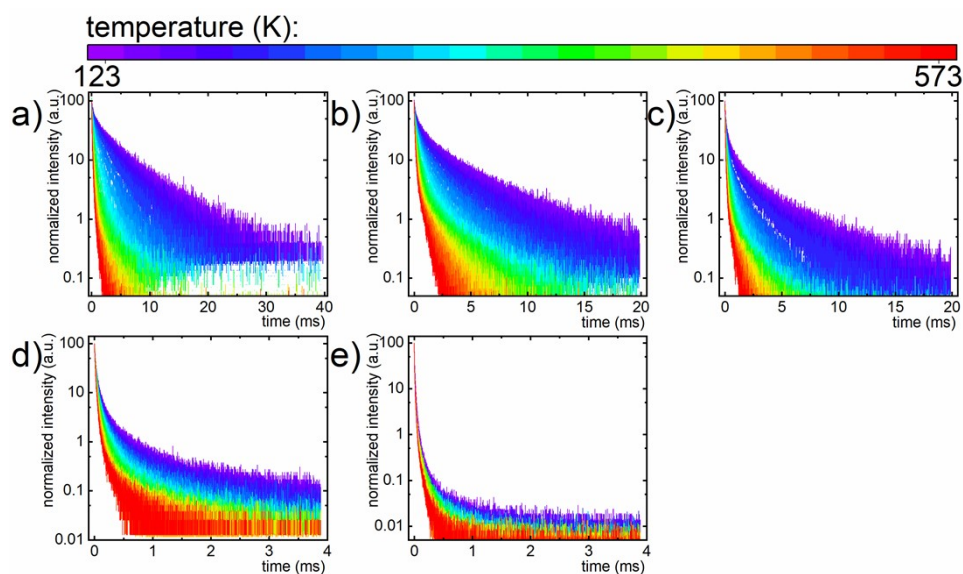 temperature (K):
123 573
a) b) c)
normalized intensity (a.u.) normalized intensity (a.u.) normalized intensity (a.u.)
100 100 100
10 10 10
1 1 1
0.1 0.1 0.1
0 10 20 30 40 0 5 10 15 20 0 5 10 15 20
time (ms) time (ms) time (ms)
d) e)
normalized intensity (a.u.) normalized intensity (a.u.)
100 100
10 10
1 1
0.1 0.1
0.01 0.01
0 1 2 3 4 0 1 2 3 4
time (ms) time (ms)